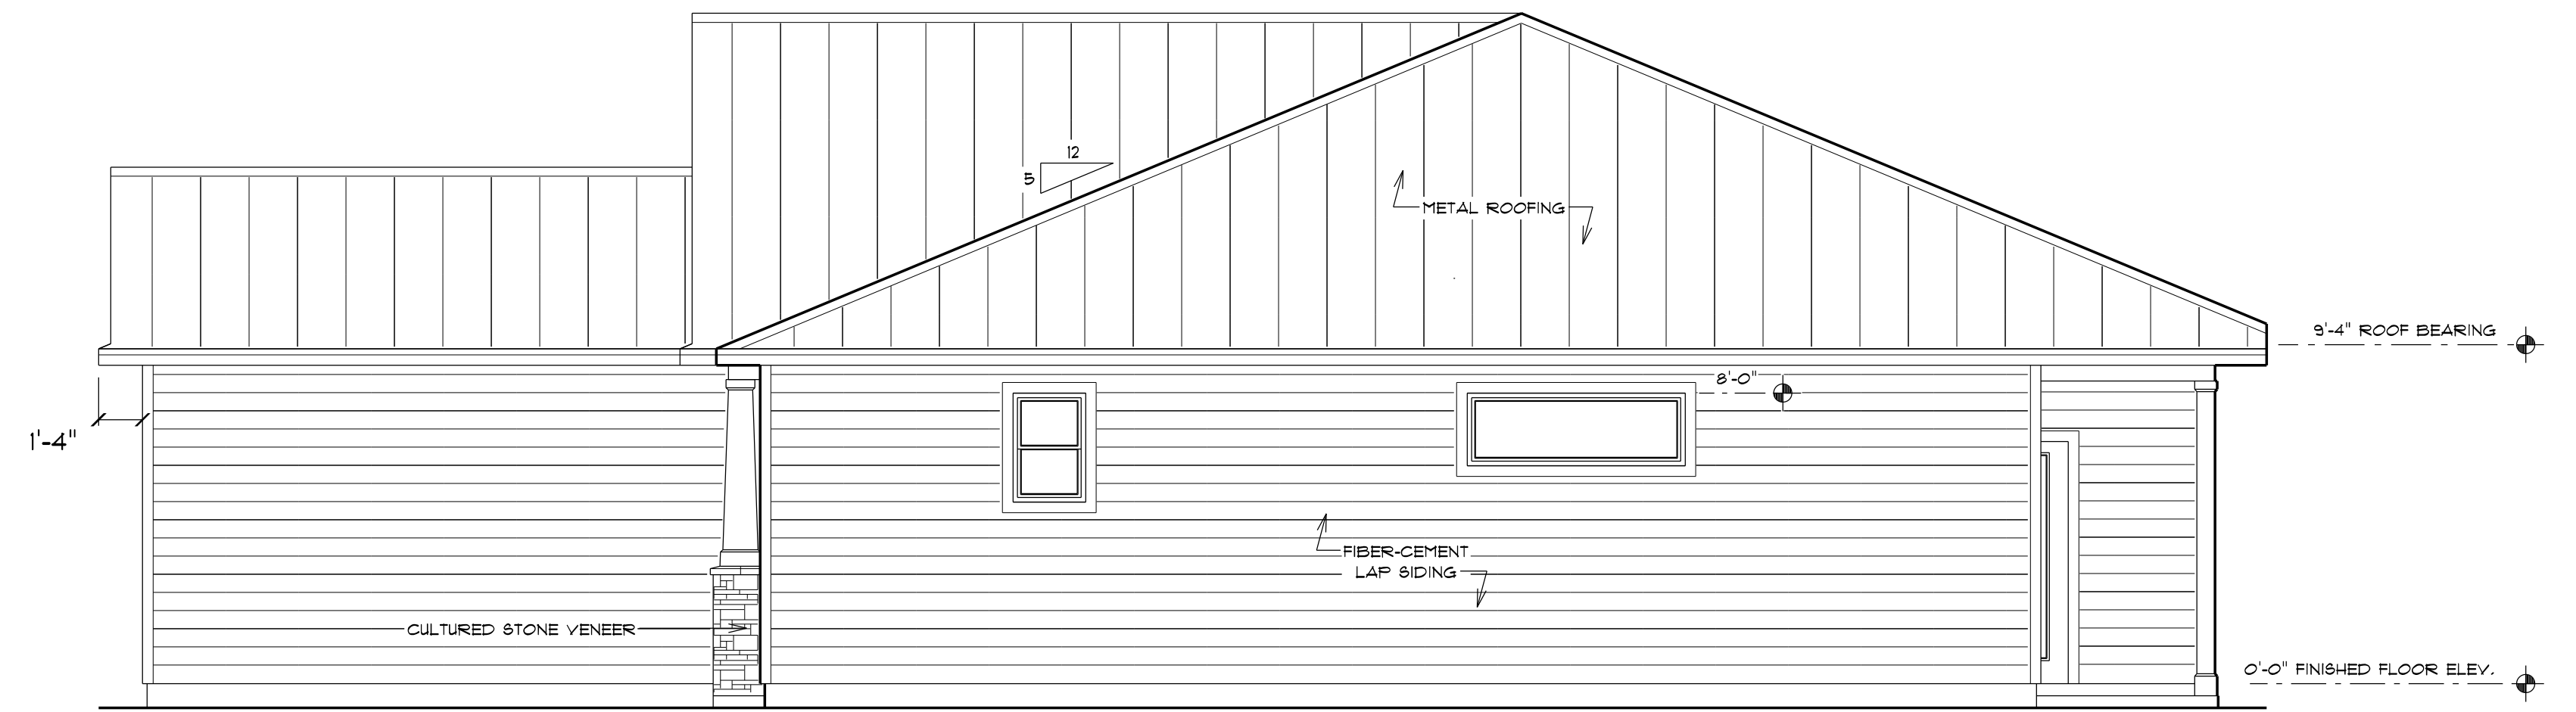 12
5
METAL ROOFING
9'-4" ROOF BEARING
8'-0"
1'-4"
FIBER-CEMENT
LAP SIDING
CULTURED STONE VENEER
0'-0" FINISHED FLOOR ELEV.